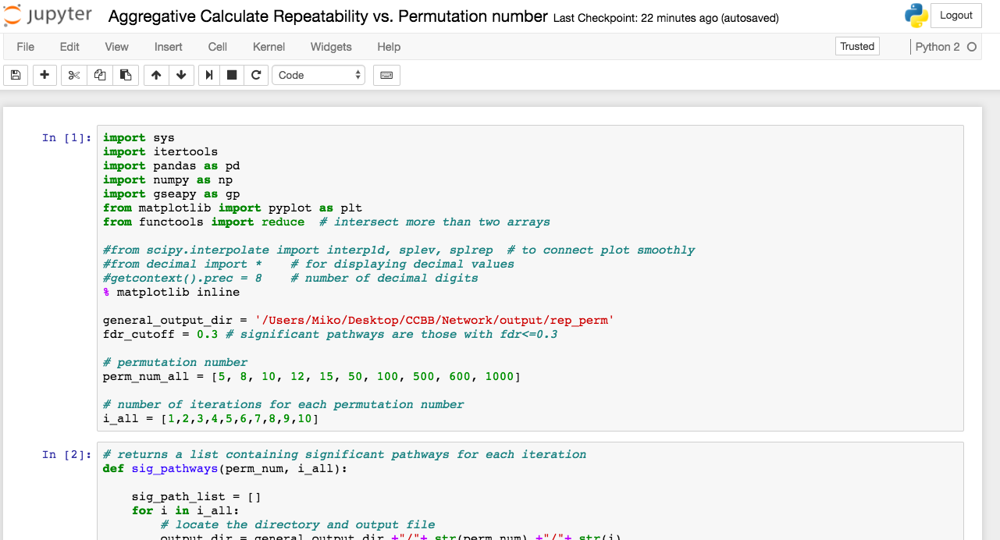 jupyter Aggregative Calculate Repeatability vs. Permutation number Last Checkpoint: 22 minutes ago (autosaved) Logout
File Edit View Insert Cell Kernel Widgets Help Trusted Python 2
Code
In [1]: import sys
import itertools
import pandas as pd
import numpy as np
import gseapy as gp
from matplotlib import pyplot as plt
from functools import reduce  # intersect more than two arrays
#from scipy.interpolate import interp1d, splev, splrep  # to connect plot smoothly
#from decimal import *    # for displaying decimal values
#getcontext().prec = 8    # number of decimal digits
% matplotlib inline
general_output_dir = '/Users/Miko/Desktop/CCBB/Network/output/rep_perm'
fdr_cutoff = 0.3 # significant pathways are those with fdr<=0.3
# permutation number
perm_num_all = [5, 8, 10, 12, 15, 50, 100, 500, 600, 1000]
# number of iterations for each permutation number
i_all = [1,2,3,4,5,6,7,8,9,10]
In [2]: # returns a list containing significant pathways for each iteration
def sig_pathways(perm_num, i_all):
sig_path_list = []
for i in i_all:
# locate the directory and output file
output_dir = general_output_dir +"/"+ str(perm_num) +"/"+ str(i)